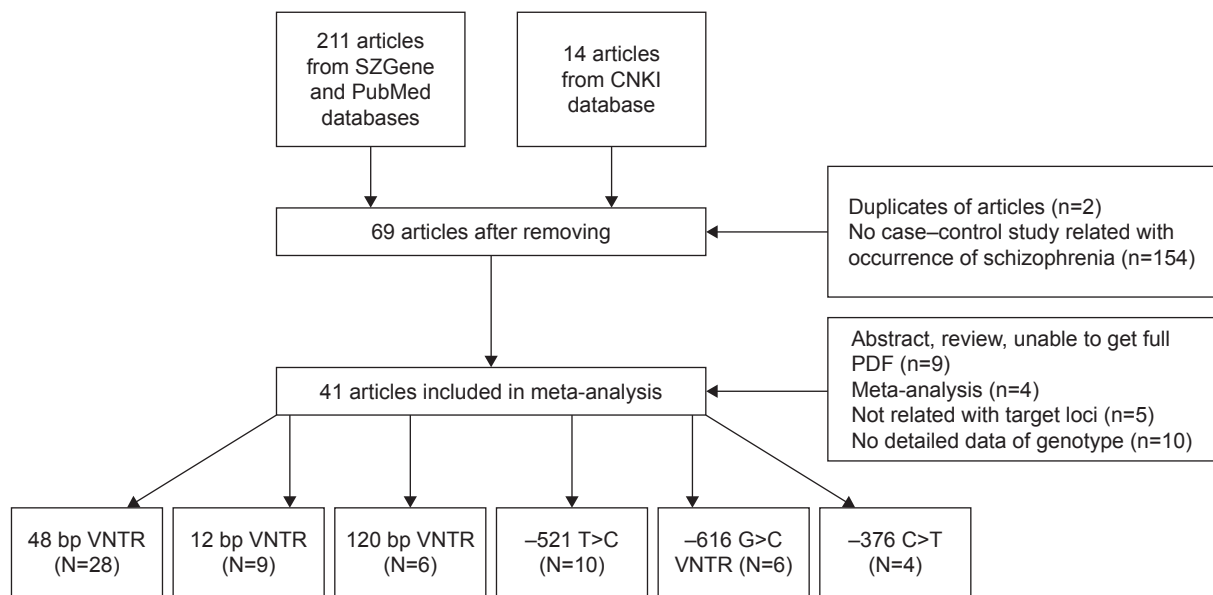 211 articles
from SZGene
and PubMed
databases
14 articles
from CNKI
database
69 articles after removing
Duplicates of articles (n=2)
No case–control study related with
occurrence of schizophrenia (n=154)
41 articles included in meta-analysis
Abstract, review, unable to get full
PDF (n=9)
Meta-analysis (n=4)
Not related with target loci (n=5)
No detailed data of genotype (n=10)
48 bp VNTR
(N=28)
12 bp VNTR
(N=9)
120 bp VNTR
(N=6)
–521 T>C
(N=10)
–616 G>C
VNTR (N=6)
–376 C>T
(N=4)